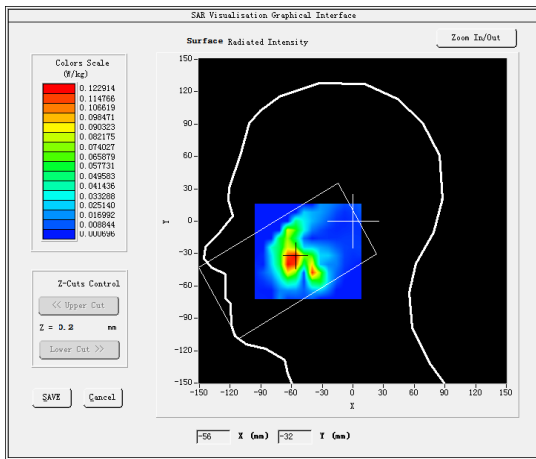 SAR Visualisation Graphical Interface
Surface Radiated Intensity
Zoom In/Out
Colors Scale
(W/kg)
0.122914
0.114766
0.106619
0.098471
0.090323
0.082175
0.074027
0.065879
0.057731
0.049583
0.041436
0.033288
0.025140
0.016992
0.008844
0.000696
Z-Cuts Control
<< Upper Cut
Z = 0.2 mm
Lower Cut >>
SAVE Cancel
150
120
90
60
30
0
-30
-60
-90
-120
-150
Y
-150 -120 -90 -60 -30 0 30 60 90 120 150
X
-56 X (mm) -32 Y (mm)